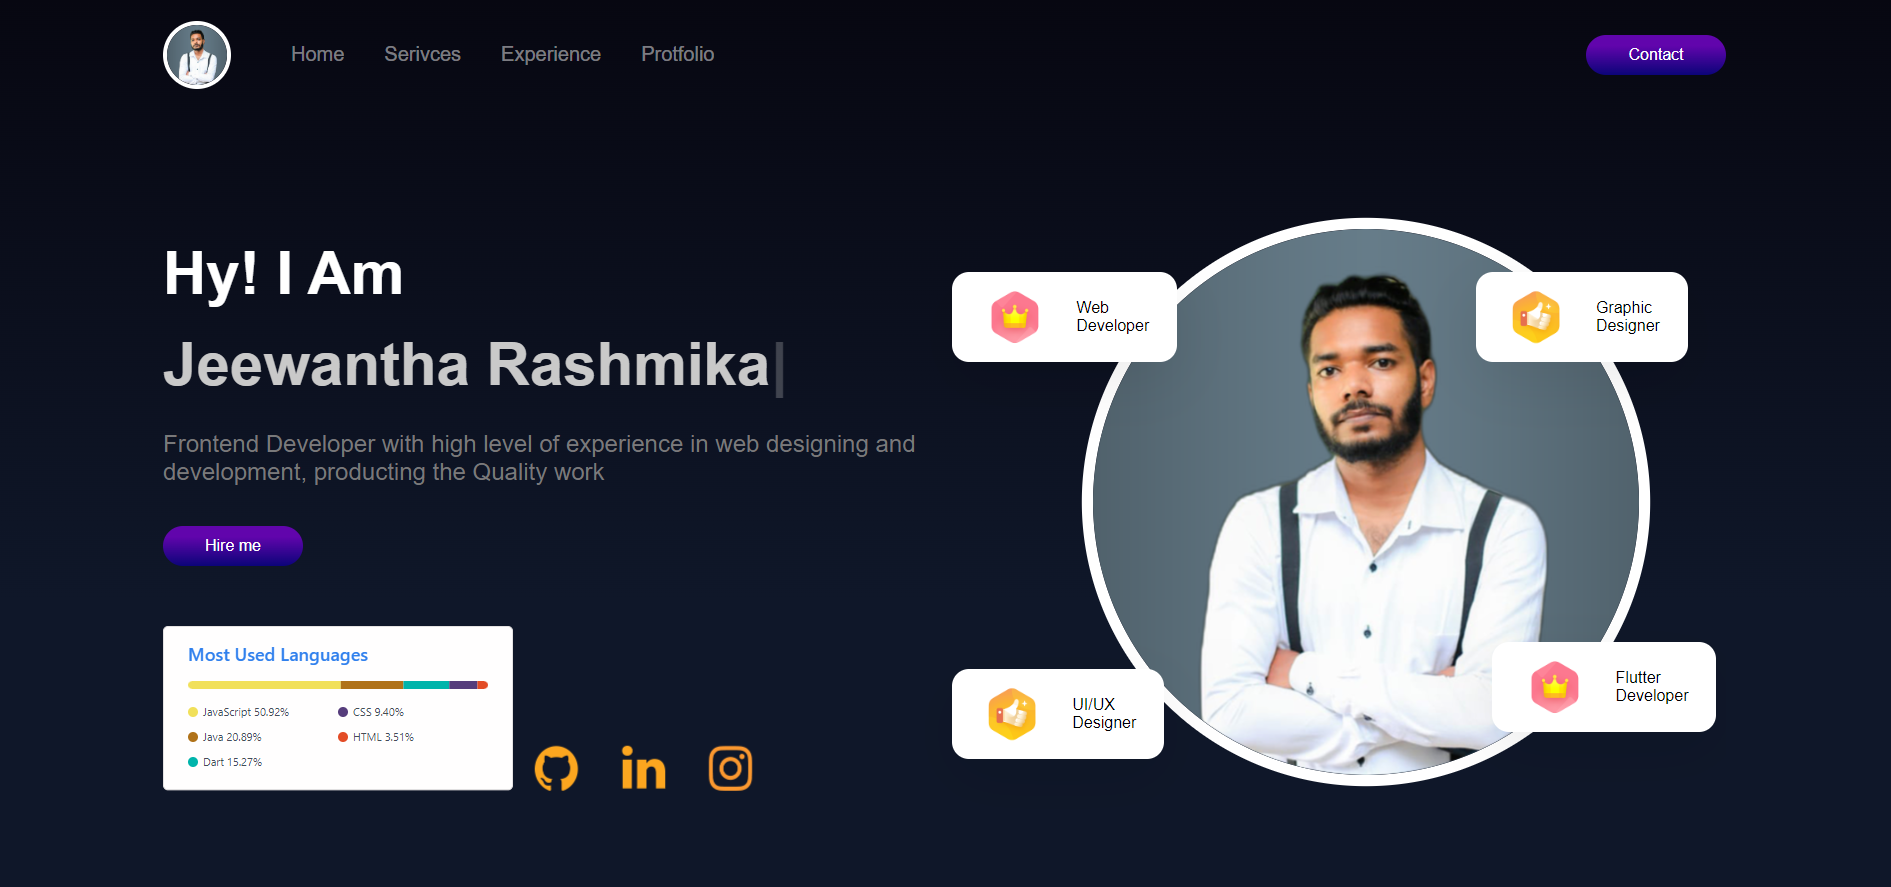 Home
Serivces
Experience
Protfolio
Contact
Hy! I Am
Jeewantha Rashmika|
Frontend Developer with high level of experience in web designing and
development, producting the Quality work
Hire me
Most Used Languages
JavaScript 50.92%
Java 20.89%
Dart 15.27%
CSS 9.40%
HTML 3.51%
Web
Developer
Graphic
Designer
UI/UX
Designer
Flutter
Developer